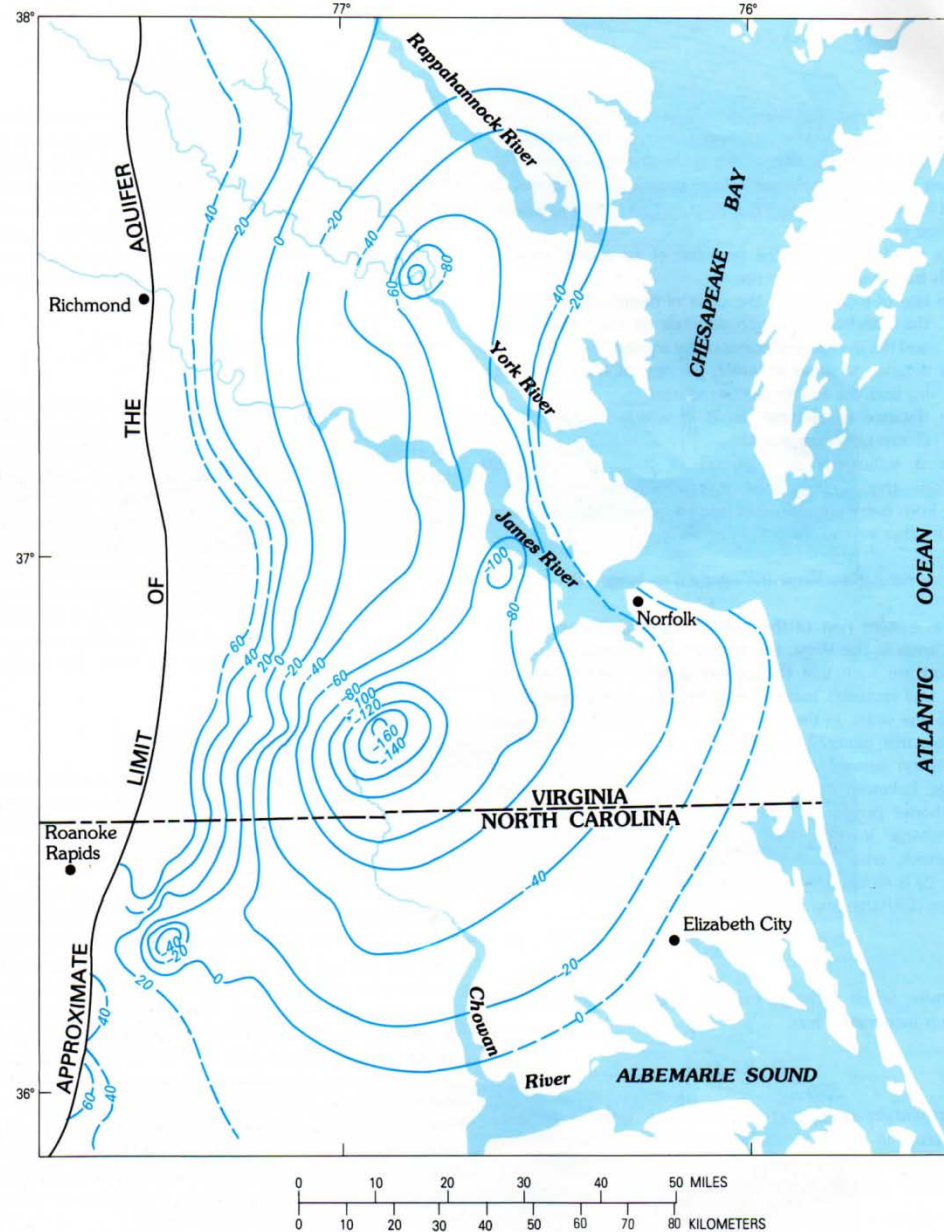 38°
77°
76°
Rappahannock River
CHESAPEAKE BAY
AQUIFER
40
-20
-40
20
0
-20
-40
-80
60
-40
-20
Richmond
THE
York River
37°
OF
James River
-100
-80
Norfolk
ATLANTIC OCEAN
60
40
20
0
-20
-40
-60
-80
-100
-120
-160
-140
LIMIT
VIRGINIA
NORTH CAROLINA
Roanoke
Rapids
-40
-40
-20
Elizabeth City
20
0
-20
0
APPROXIMATE
Chowan
River
ALBEMARLE SOUND
40
60
40
36°
0 10 20 30 40 50 MILES
0 10 20 30 40 50 60 70 80 KILOMETERS